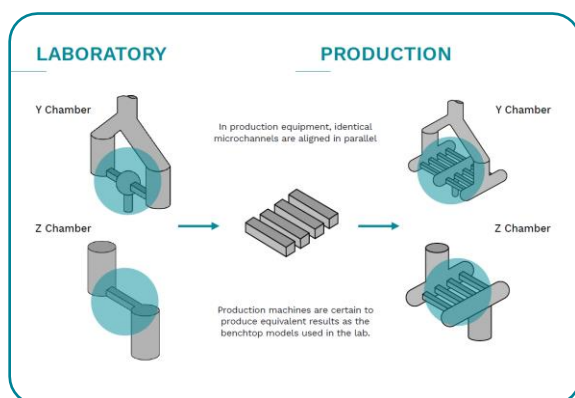 LABORATORY
PRODUCTION
Y Chamber
Y Chamber
In production equipment, identical
microchannels are aligned in parallel
Z Chamber
Z Chamber
Production machines are certain to
produce equivalent results as the
benchtop models used in the lab.